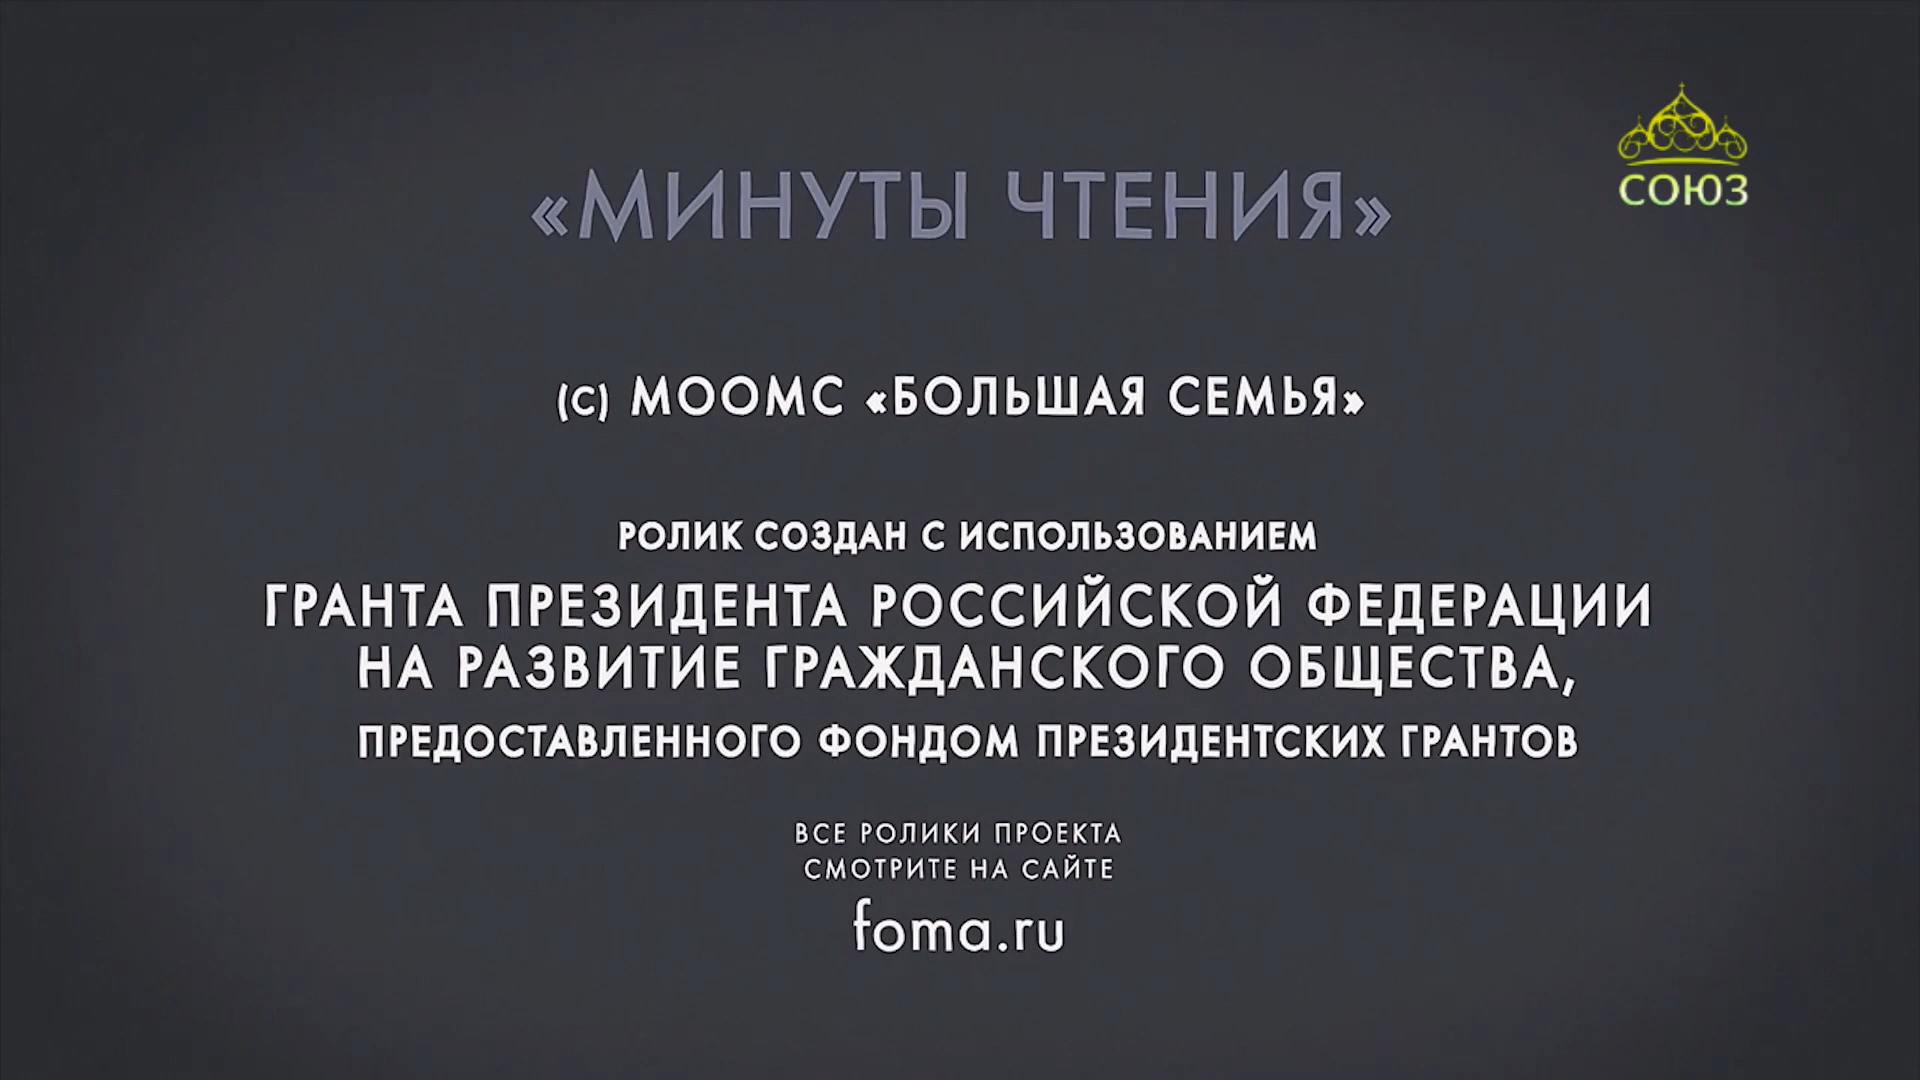 СОЮЗ
«МИНУТЫ ЧТЕНИЯ»
(С) МООМС «БОЛЬШАЯ СЕМЬЯ»
РОЛИК СОЗДАН С ИСПОЛЬЗОВАНИЕМ
ГРАНТА ПРЕЗИДЕНТА РОССИЙСКОЙ ФЕДЕРАЦИИ
НА РАЗВИТИЕ ГРАЖДАНСКОГО ОБЩЕСТВА,
ПРЕДОСТАВЛЕННОГО ФОНДОМ ПРЕЗИДЕНТСКИХ ГРАНТОВ
ВСЕ РОЛИКИ ПРОЕКТА
СМОТРИТЕ НА САЙТЕ
foma.ru